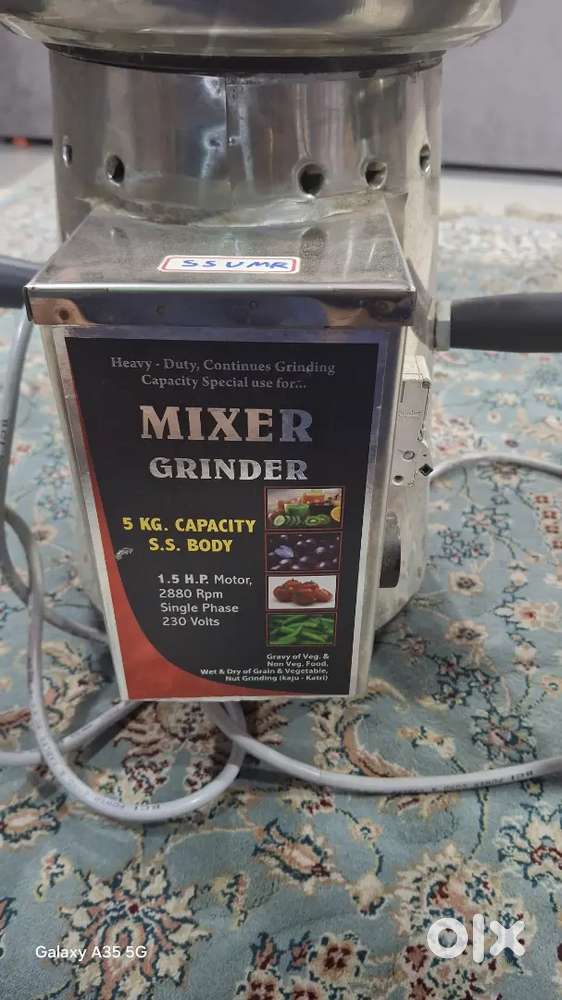 SSUMR
Heavy - Duty, Continues Grinding
Capacity Special use for...
MIXER
GRINDER
5 KG. CAPACITY
S.S. BODY
1.5 H.P. Motor,
2880 Rpm
Single Phase
230 Volts
Gravy of Veg. &
Non Veg. Food,
Wet & Dry of Grain & Vegetable,
Nut Grinding (kaju - Katri)
Galaxy A35 5G
olx